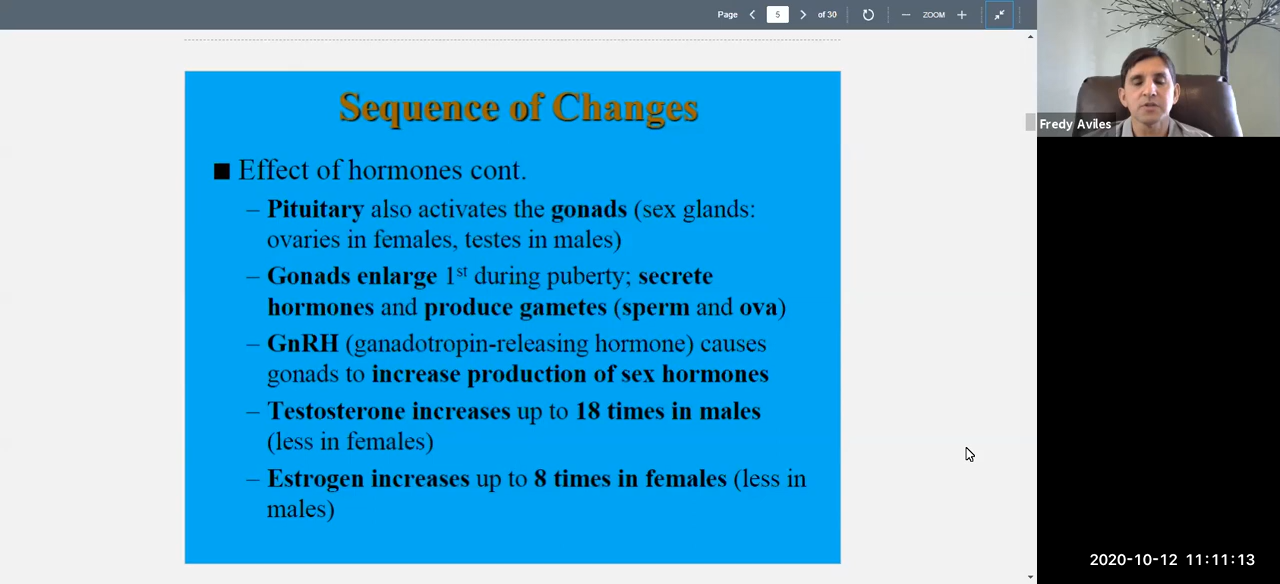 Page 5 of 30 ZOOM
Fredy Aviles
Sequence of Changes
Effect of hormones cont.
– Pituitary also activates the gonads (sex glands:
ovaries in females, testes in males)
– Gonads enlarge 1st during puberty; secrete
hormones and produce gametes (sperm and ova)
– GnRH (ganadotropin-releasing hormone) causes
gonads to increase production of sex hormones
– Testosterone increases up to 18 times in males
(less in females)
– Estrogen increases up to 8 times in females (less in
males)
2020-10-12 11:11:13